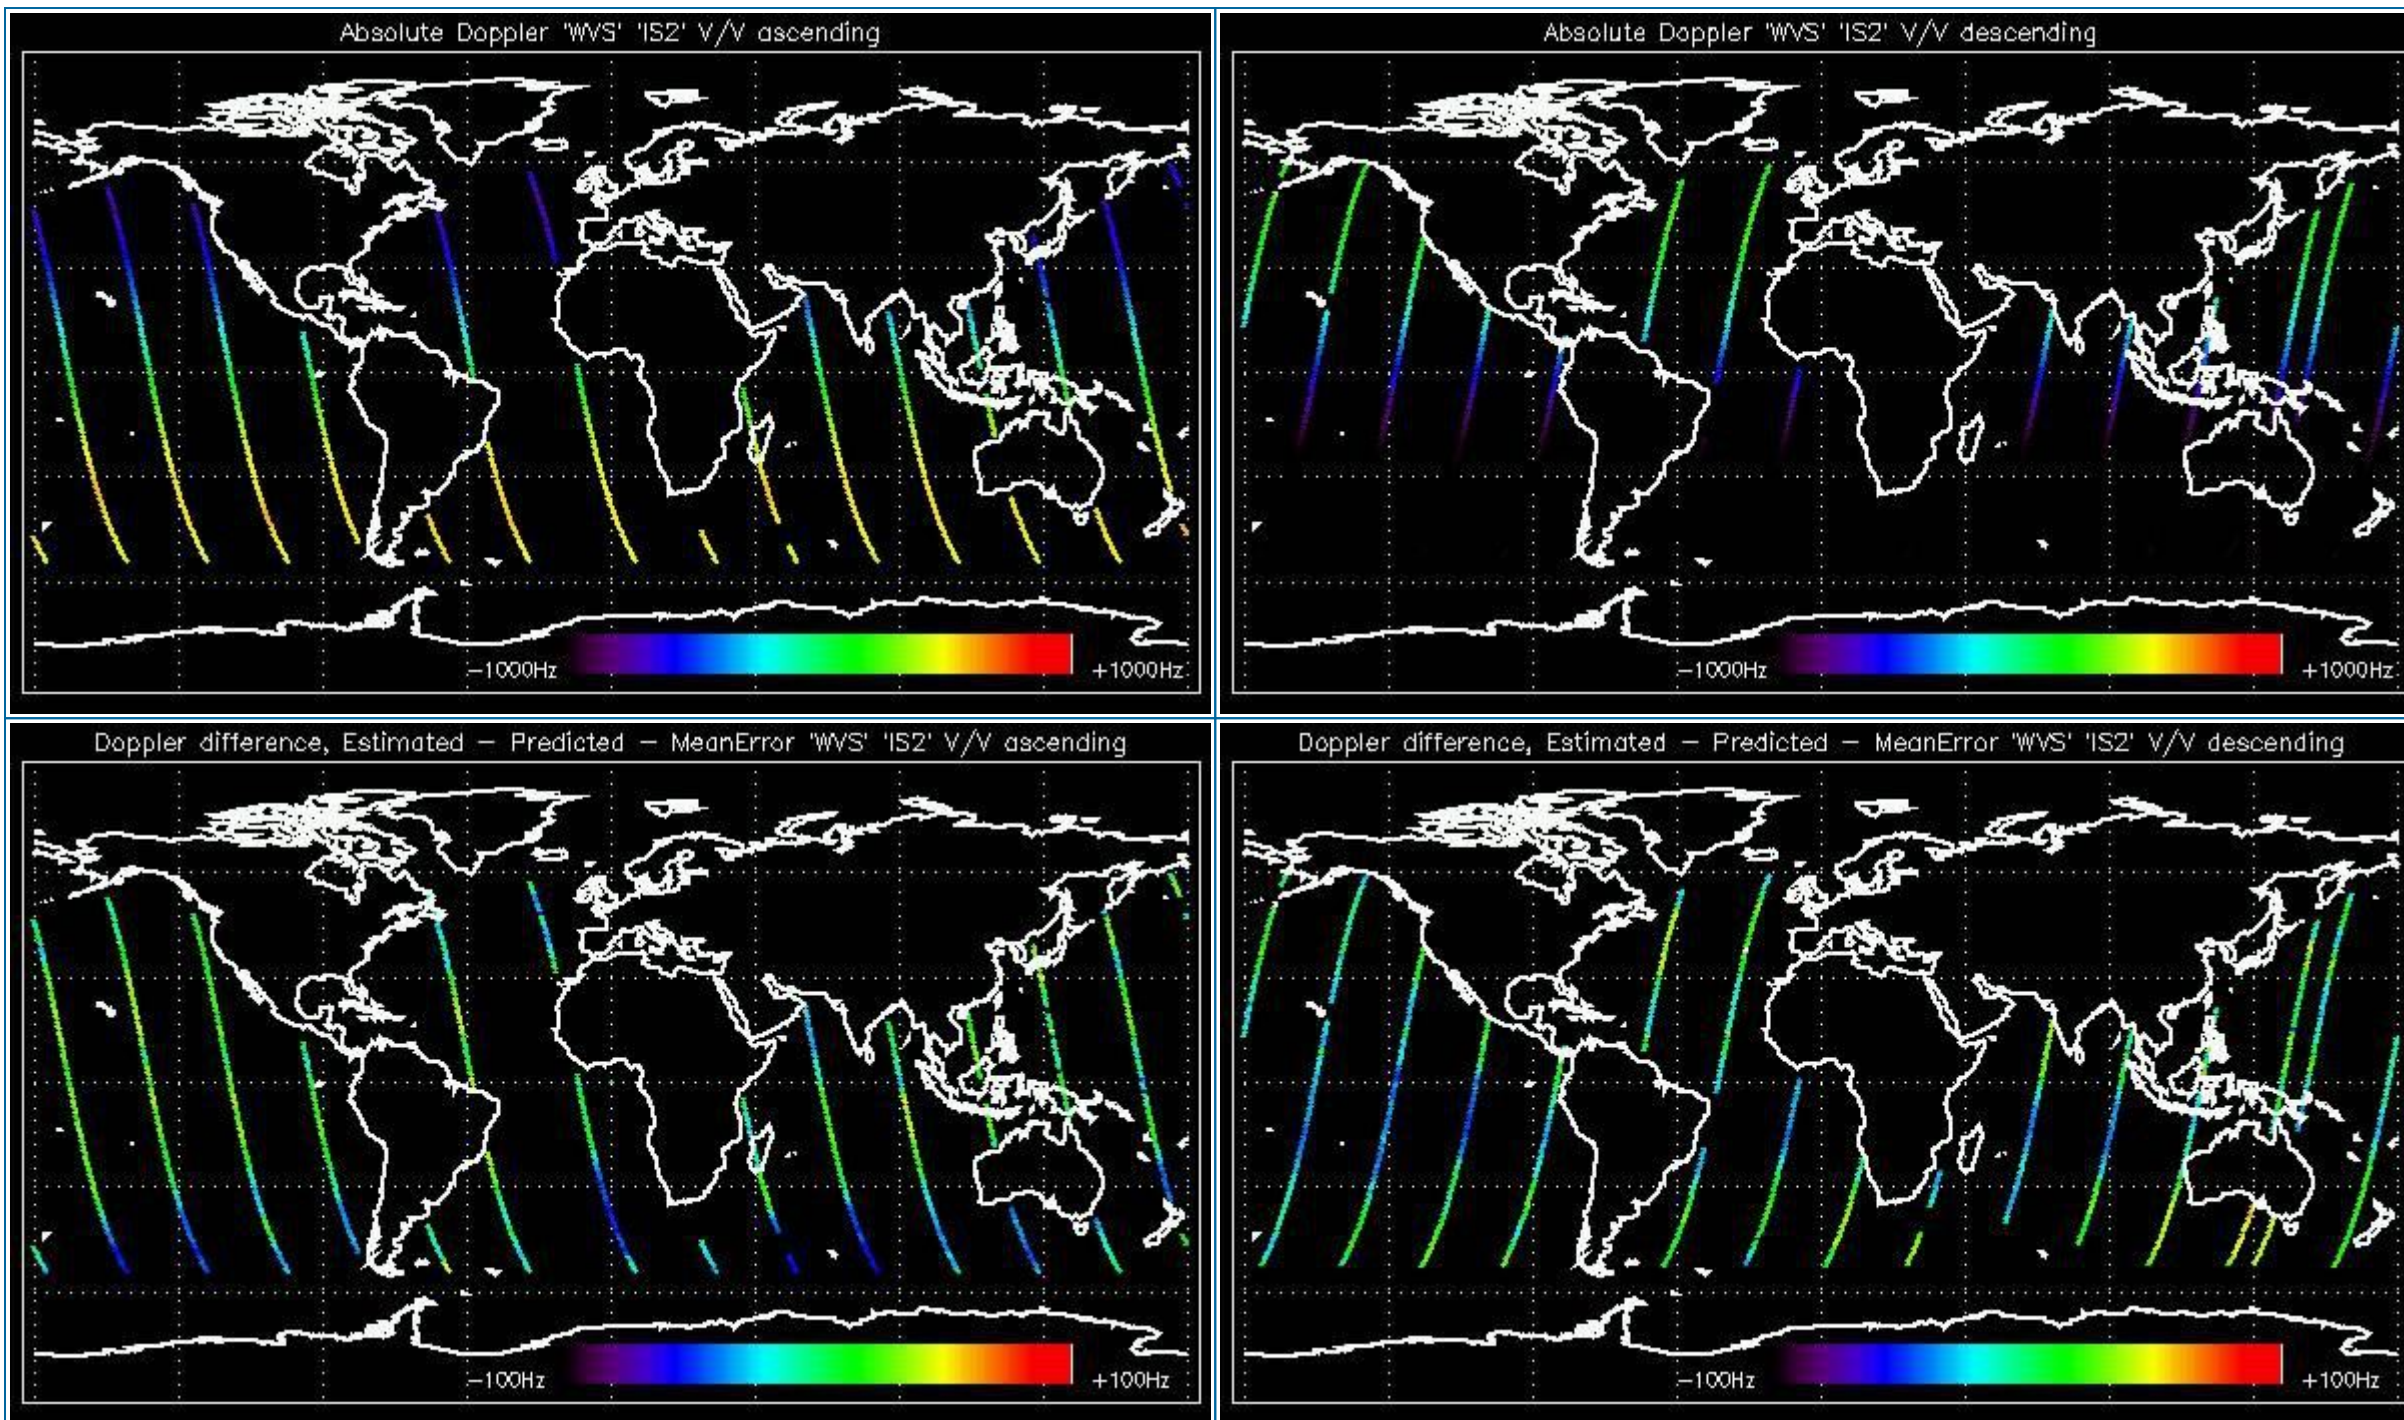 Absolute Doppler 'WVS' 'IS2' V/V ascending
-1000Hz
+1000Hz
Absolute Doppler 'WVS' 'IS2' V/V descending
-1000Hz
+1000Hz
Doppler difference, Estimated - Predicted - MeanError 'WVS' 'IS2' V/V ascending
-100Hz
+100Hz
Doppler difference, Estimated - Predicted - MeanError 'WVS' 'IS2' V/V descending
-100Hz
+100Hz